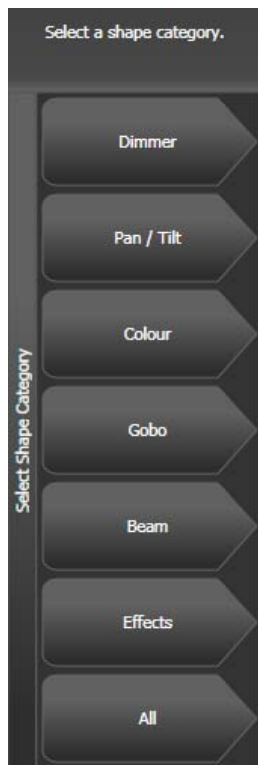 Select a shape category.
Select Shape Category
Dimmer
Pan / Tilt
Colour
Gobo
Beam
Effects
All